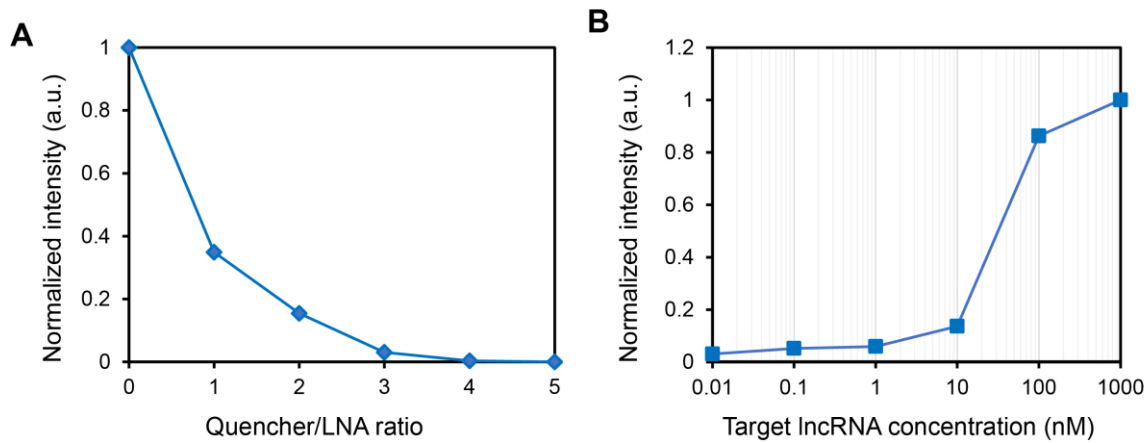 A
Normalized intensity (a.u.)
1
0.8
0.6
0.4
0.2
0
0 1 2 3 4 5
Quencher/LNA ratio
B
Normalized intensity (a.u.)
1.2
1
0.8
0.6
0.4
0.2
0
0.01 0.1 1 10 100 1000
Target lncRNA concentration (nM)